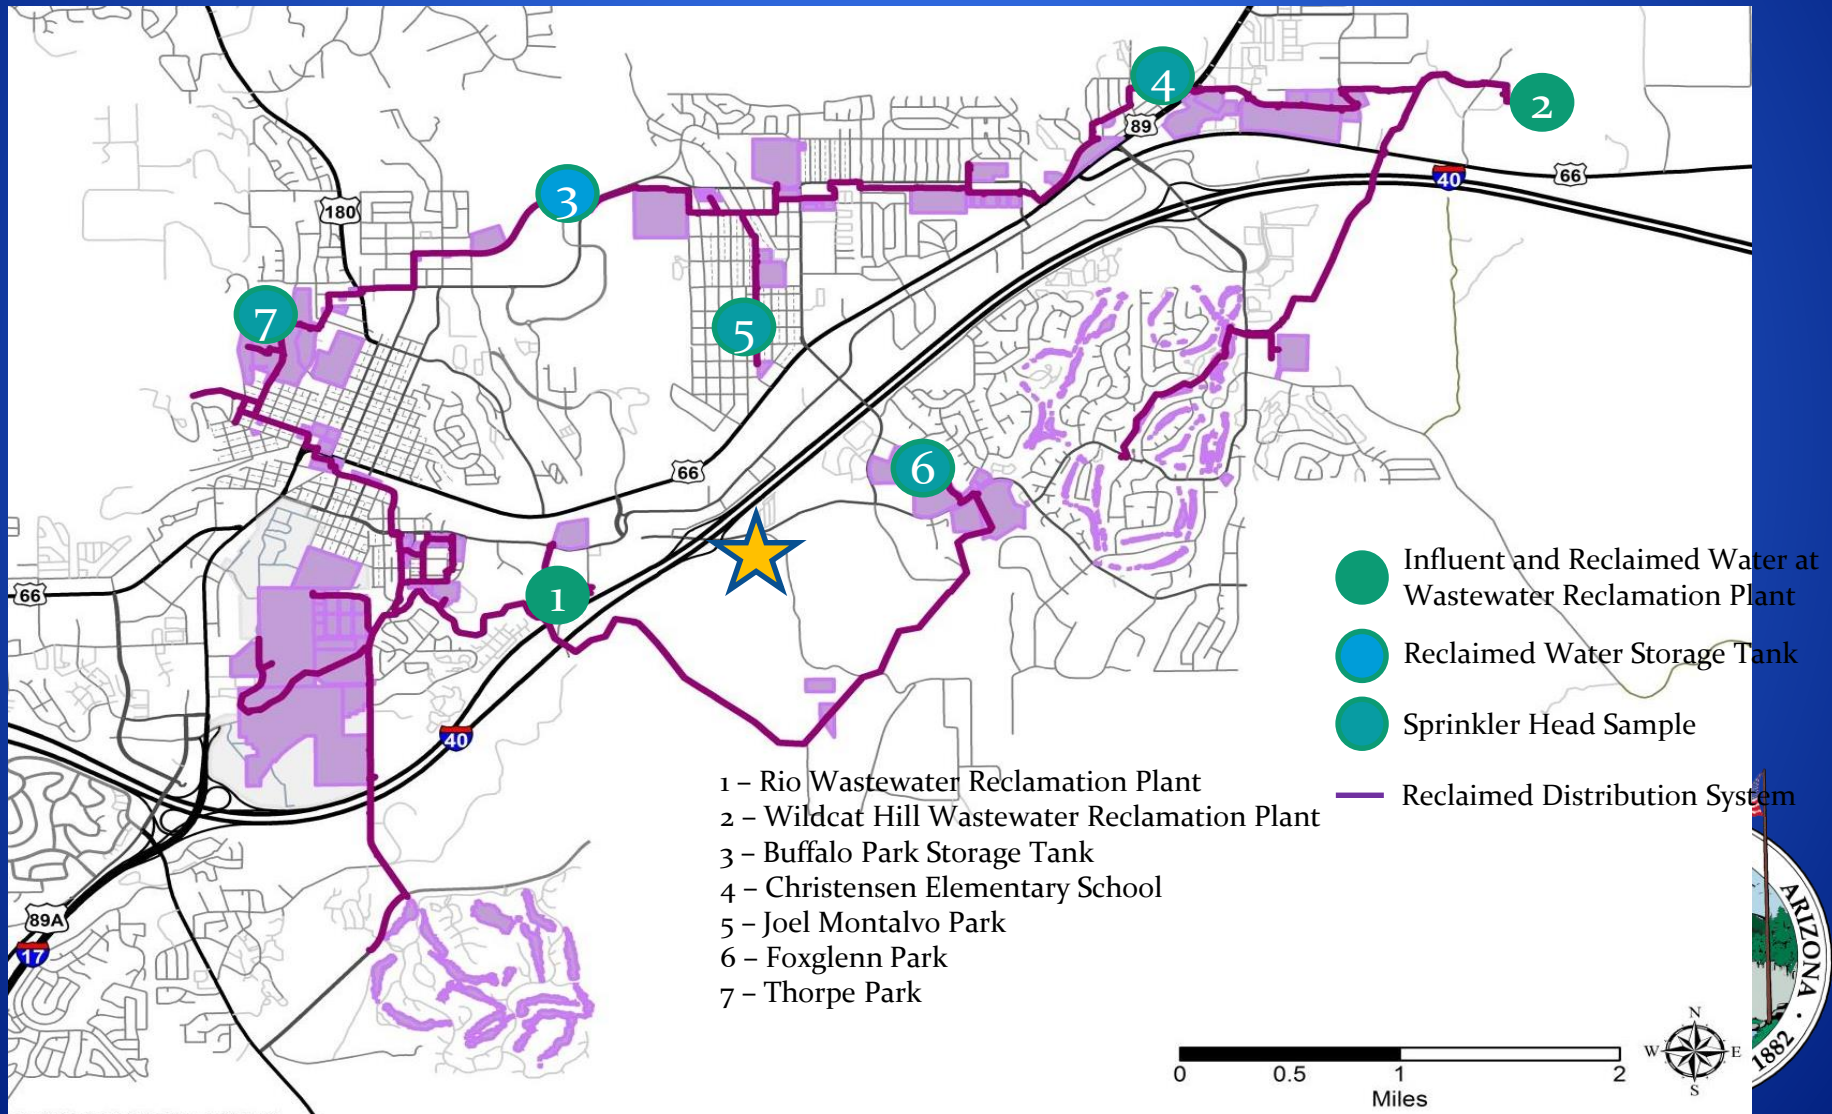 4
2
89
3
40
66
180
7
5
66
6
1
66
40
89A
17
Influent and Reclaimed Water at
Wastewater Reclamation Plant
Reclaimed Water Storage Tank
Sprinkler Head Sample
Reclaimed Distribution System
1 – Rio Wastewater Reclamation Plant
2 – Wildcat Hill Wastewater Reclamation Plant
3 – Buffalo Park Storage Tank
4 – Christensen Elementary School
5 – Joel Montalvo Park
6 – Foxglenn Park
7 – Thorpe Park
0 0.5 1 2
Miles
N
W E
S
ARIZONA ·
1882